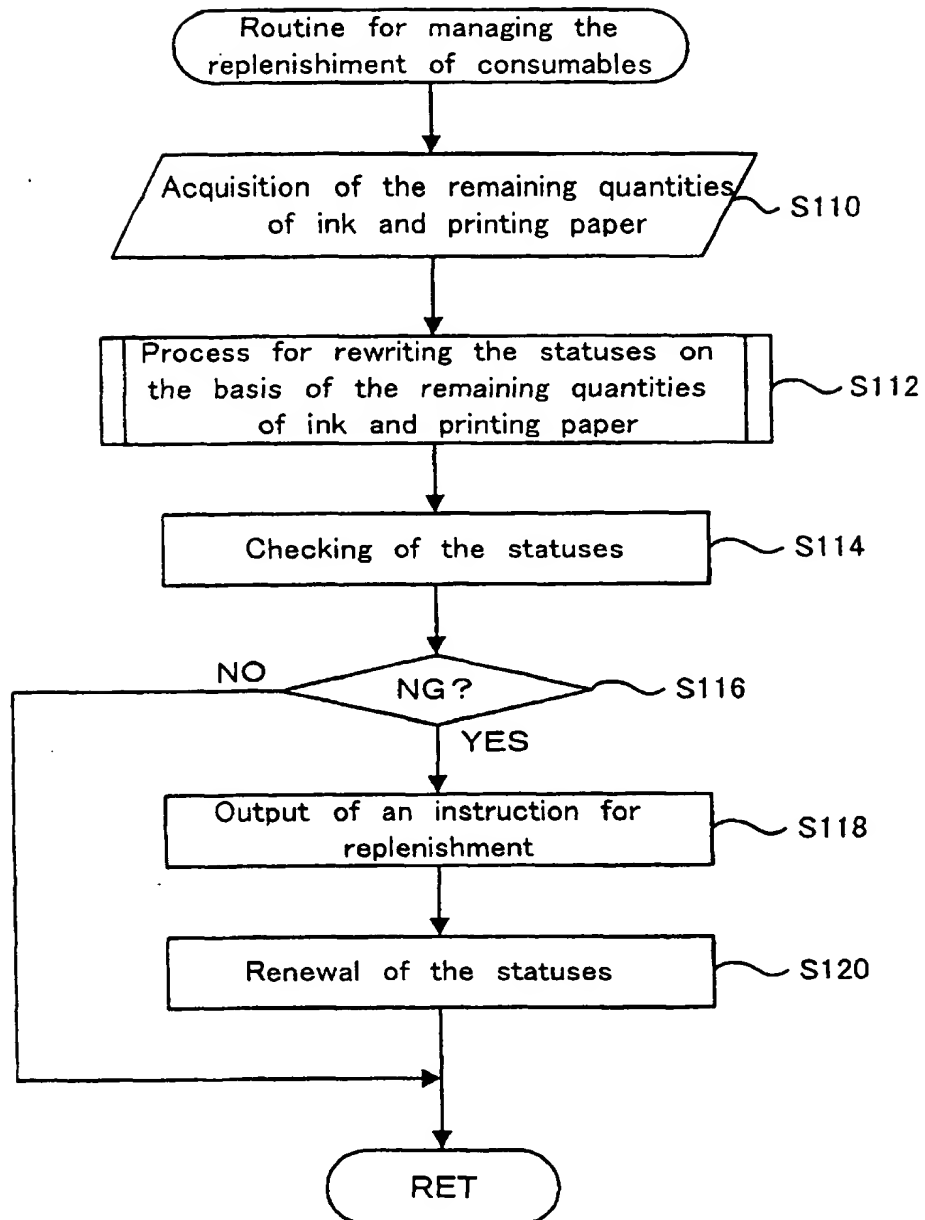 Routine for managing the
replenishiment of consumables
Acquisition of the remaining quantities
of ink and printing paper
S110
Process for rewriting the statuses on
the basis of the remaining quantities
of ink and printing paper
S112
Checking of the statuses
S114
NO
NG?
S116
YES
Output of an instruction for
replenishment
S118
Renewal of the statuses
S120
RET